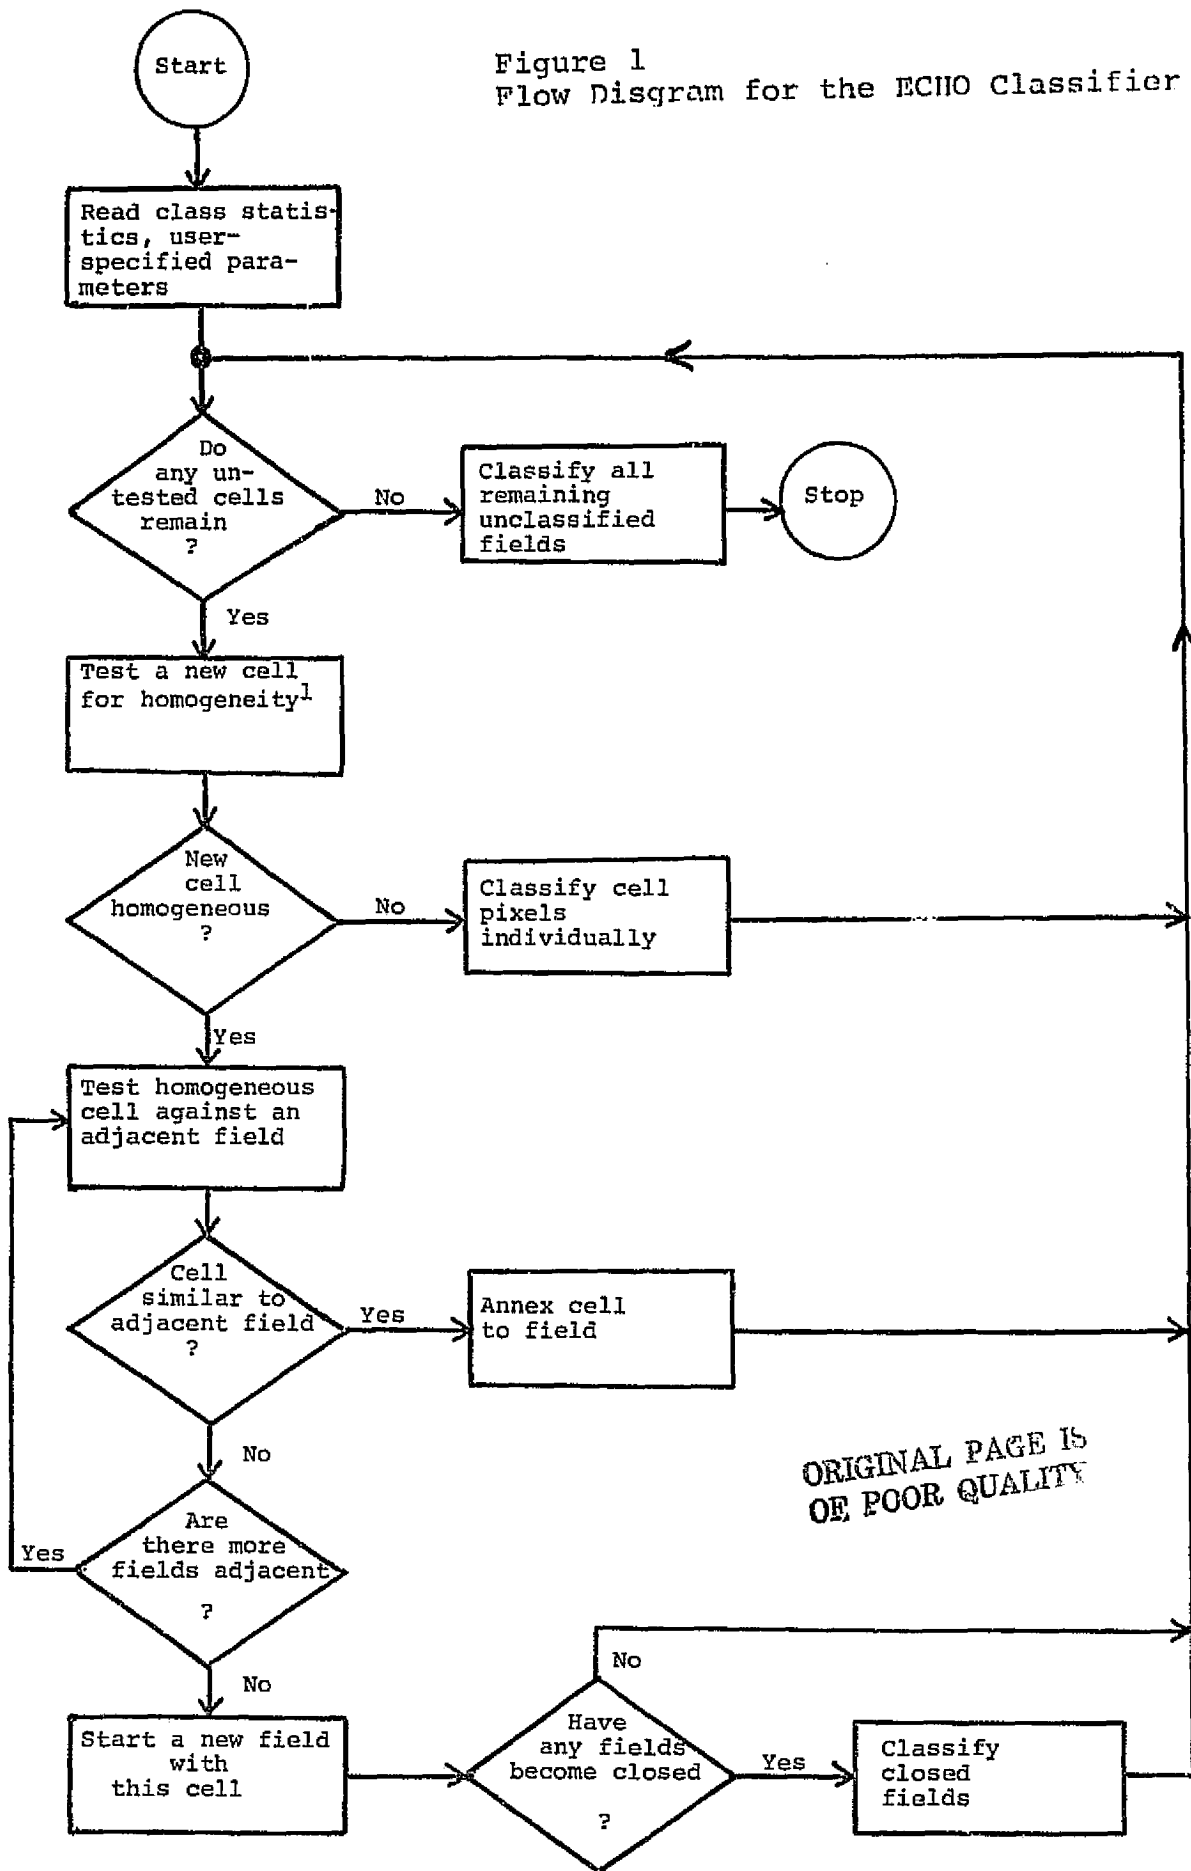 Start
Figure 1
Flow Disgram for the ECHO Classifier
Read class statis-
tics, user-
specified para-
meters
Do
any un-
tested cells
remain
?
No
Classify all
remaining
unclassified
fields
Stop
Yes
Test a new cell
for homogeneity1
New
cell
homogeneous
?
No
Classify cell
pixels
individually
Yes
Test homogeneous
cell against an
adjacent field
Cell
similar to
adjacent field
?
Yes
Annex cell
to field
No
ORIGINAL PAGE IS
OF POOR QUALITY
Are
there more
fields adjacent
?
Yes
No
Start a new field
with
this cell
No
Have
any fields
become closed
?
Yes
Classify
closed
fields